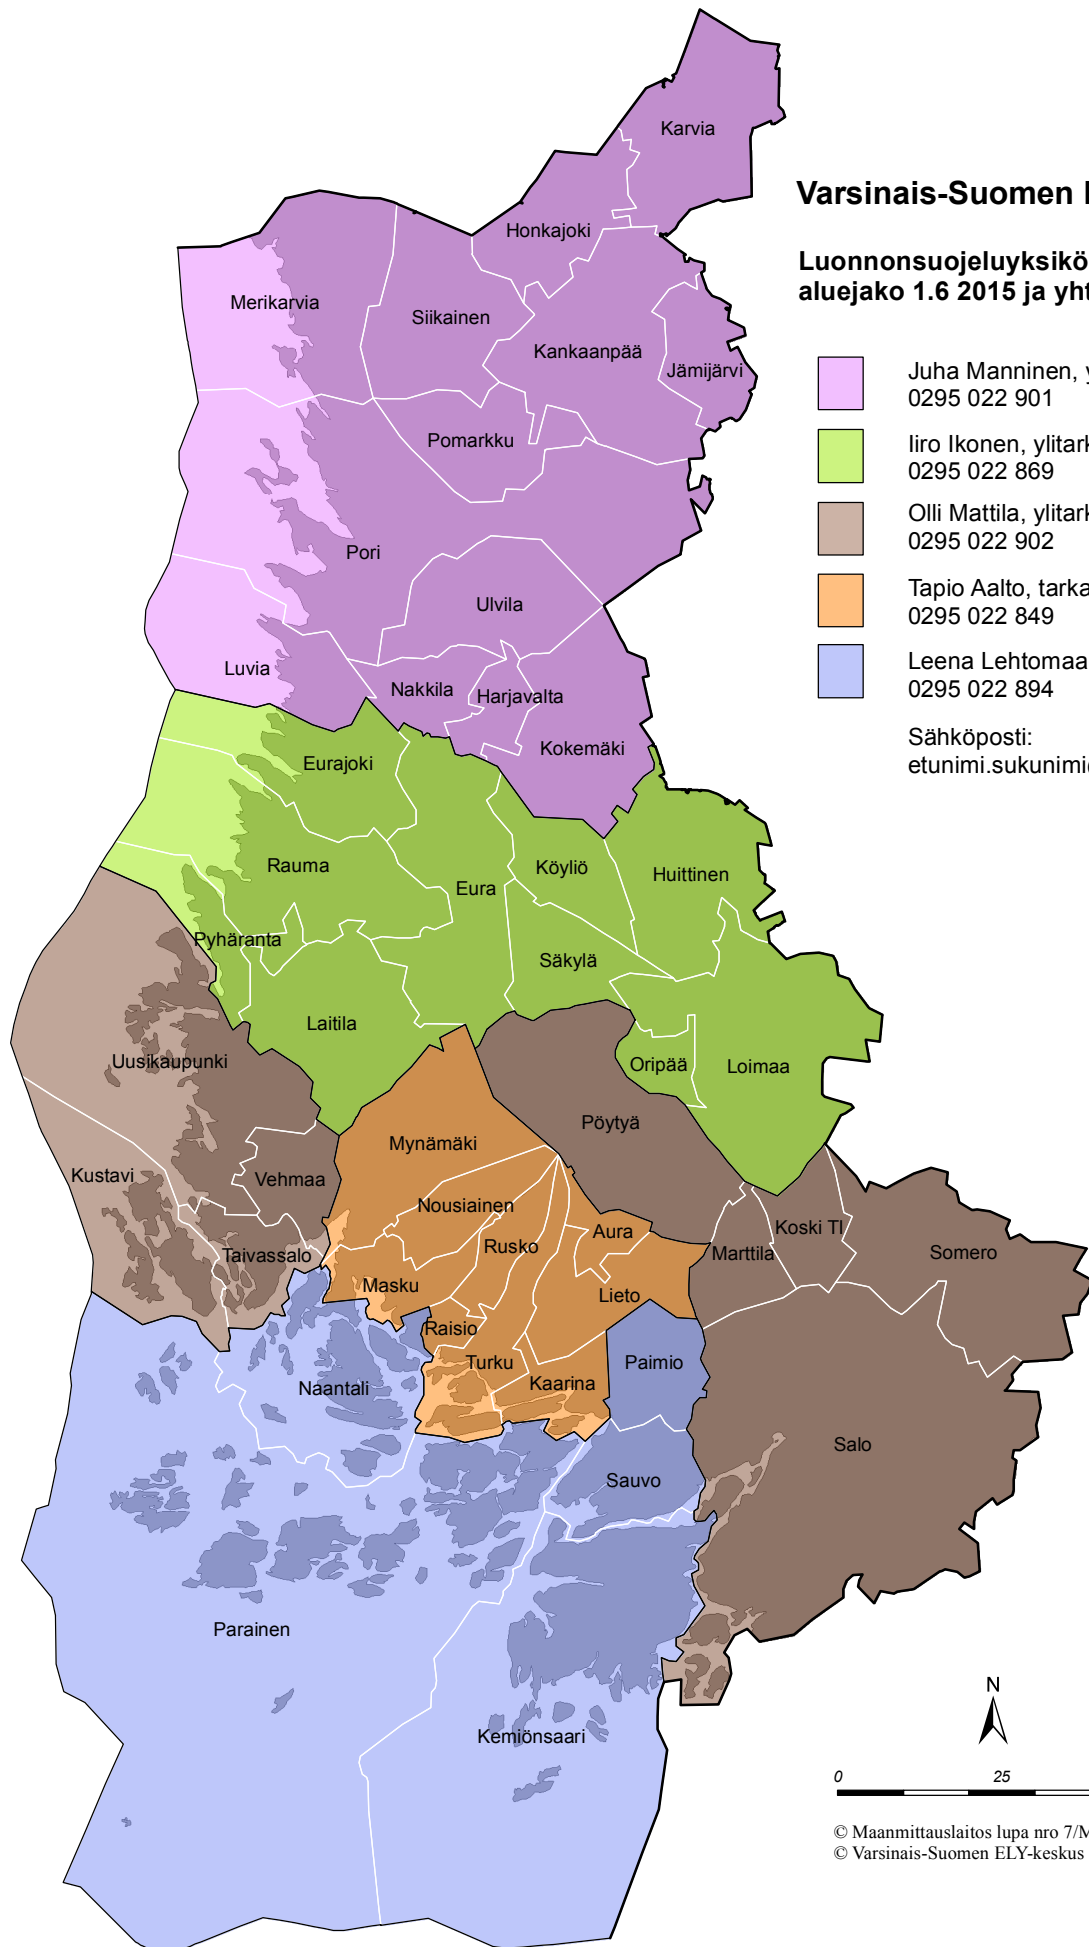 Karvia
Varsinais-Suomen
Honkajoki
Luonnonsuojeluyksikö
aluejako 1.6 2015 ja yht
Merikarvia
Siikainen
Kankaanpää
Jämijärvi
Juha Manninen, y
0295 022 901
Pomarkku
Iiro Ikonen, ylitark
0295 022 869
Olli Mattila, ylitark
0295 022 902
Pori
Tapio Aalto, tarka
0295 022 849
Ulvila
Leena Lehtomaa
0295 022 894
Luvia
Nakkila
Harjavalta
Kokemäki
Sähköposti:
etunimi.sukunimi
Eurajoki
Rauma
Eura
Köyliö
Huittinen
Pyhäranta
Säkylä
Laitila
Uusikaupunki
Oripää
Loimaa
Pöytyä
Mynämäki
Kustavi
Vehmaa
Nousiainen
Aura
Koski Tl
Rusko
Marttila
Somero
Taivassalo
Masku
Lieto
Raisio
Turku
Paimio
Naantali
Kaarina
Salo
Sauvo
Parainen
N
Kemiönsaari
0 25
© Maanmittauslaitos lupa nro 7/M
© Varsinais-Suomen ELY-keskus